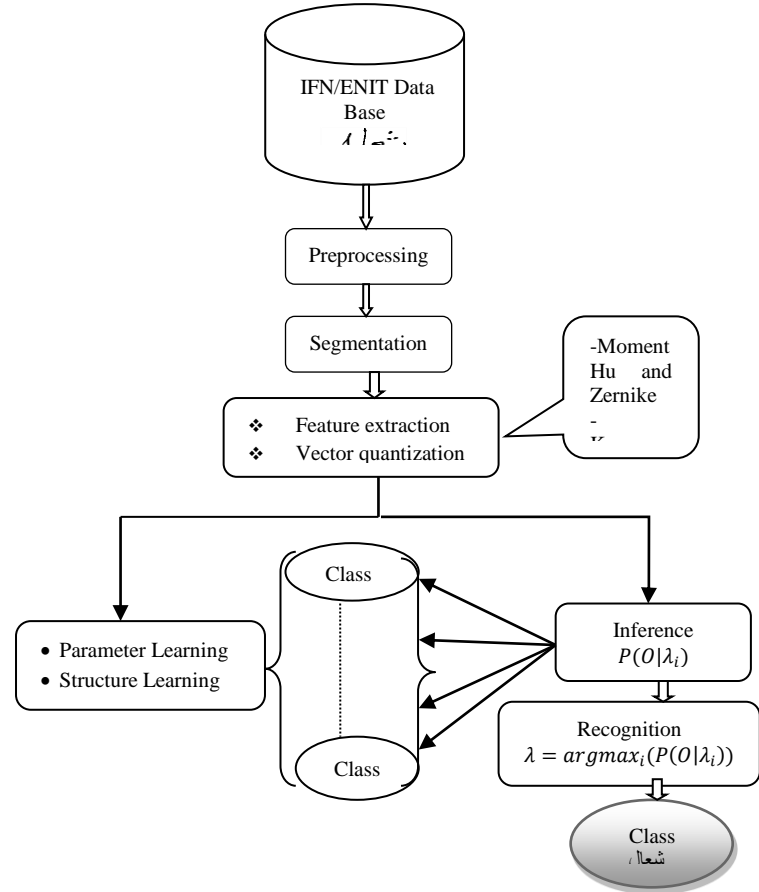 IFN/ENIT Data
Base
Preprocessing
Segmentation
-Moment
Hu and
Zernike
-
❖ Feature extraction
❖ Vector quantization
Class
• Parameter Learning
• Structure Learning
Class
Inference
𝑃(𝑂|𝜆ᵢ)
Recognition
𝜆 = 𝑎𝑟𝑔𝑚𝑎𝑥ᵢ(𝑃(𝑂|𝜆ᵢ))
Class